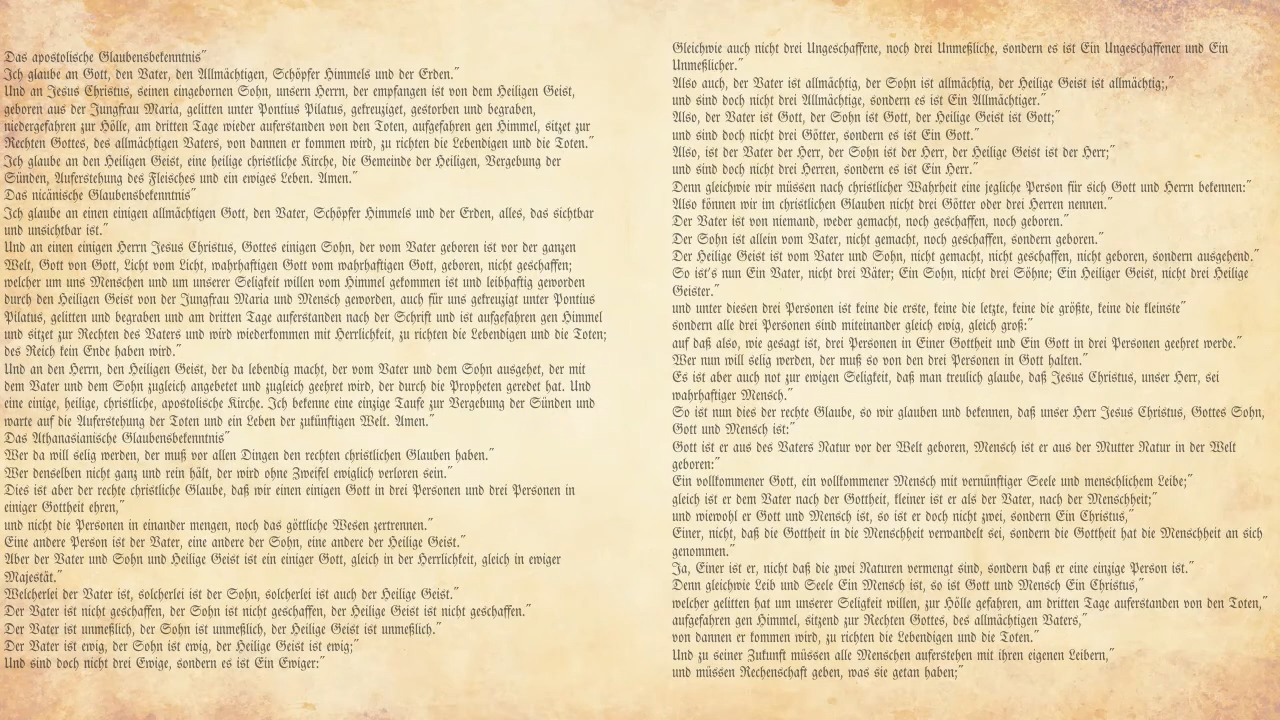 Das apostolische Glaubensbekenntnis"
Ich glaube an Gott, den Vater, den Allmächtigen, Schöpfer Himmels und der Erden."
Und an Jesus Christus, seinen eingebornen Sohn, unsern Herrn, der empfangen ist von dem Heiligen Geist,
geboren aus der Jungfrau Maria, gelitten unter Pontius Pilatus, gekreuziget, gestorben und begraben,
niedergefahren zur Hölle, am dritten Tage wieder auferstanden von den Toten, aufgefahren gen Himmel, sitzet zur
Rechten Gottes, des allmächtigen Vaters, von dannen er kommen wird, zu richten die Lebendigen und die Toten."
Ich glaube an den Heiligen Geist, eine heilige christliche Kirche, die Gemeinde der Heiligen, Vergebung der
Sünden, Auferstehung des Fleisches und ein ewiges Leben. Amen."
Das nicänische Glaubensbekenntnis"
Ich glaube an einen einigen allmächtigen Gott, den Vater, Schöpfer Himmels und der Erden, alles, das sichtbar
und unsichtbar ist."
Und an einen einigen Herrn Jesus Christus, Gottes einigen Sohn, der vom Vater geboren ist vor der ganzen
Welt, Gott von Gott, Licht vom Licht, wahrhaftigen Gott vom wahrhaftigen Gott, geboren, nicht geschaffen;
welcher um uns Menschen und um unserer Seligkeit willen vom Himmel gekommen ist und leibhaftig geworden
durch den Heiligen Geist von der Jungfrau Maria und Mensch geworden, auch für uns gekreuzigt unter Pontius
Pilatus, gelitten und begraben und am dritten Tage auferstanden nach der Schrift und ist aufgefahren gen Himmel
und sitzet zur Rechten des Vaters und wird wiederkommen mit Herrlichkeit, zu richten die Lebendigen und die Toten;
des Reich kein Ende haben wird."
Und an den Herrn, den Heiligen Geist, der da lebendig macht, der vom Vater und dem Sohn ausgehet, der mit
dem Vater und dem Sohn zugleich angebetet und zugleich geehret wird, der durch die Propheten geredet hat. Und
eine einige, heilige, christliche, apostolische Kirche. Ich bekenne eine einzige Taufe zur Vergebung der Sünden und
warte auf die Auferstehung der Toten und ein Leben der zukünftigen Welt. Amen."
Das Athanasianische Glaubensbekenntnis"
Wer da will selig werden, der muß vor allen Dingen den rechten christlichen Glauben haben."
Wer denselben nicht ganz und rein hält, der wird ohne Zweifel ewiglich verloren sein."
Dies ist aber der rechte christliche Glaube, daß wir einen einigen Gott in drei Personen und drei Personen in
einiger Gottheit ehren,"
und nicht die Personen in einander mengen, noch das göttliche Wesen zertrennen."
Eine andere Person ist der Vater, eine andere der Sohn, eine andere der Heilige Geist."
Aber der Vater und Sohn und Heilige Geist ist ein einiger Gott, gleich in der Herrlichkeit, gleich in ewiger
Majestät."
Welcherlei der Vater ist, solcherlei ist der Sohn, solcherlei ist auch der Heilige Geist."
Der Vater ist nicht geschaffen, der Sohn ist nicht geschaffen, der Heilige Geist ist nicht geschaffen."
Der Vater ist unmeßlich, der Sohn ist unmeßlich, der Heilige Geist ist unmeßlich."
Der Vater ist ewig, der Sohn ist ewig, der Heilige Geist ist ewig;"
Und sind doch nicht drei Ewige, sondern es ist Ein Ewiger:"
Gleichwie auch nicht drei Ungeschaffene, noch drei Unmeßliche, sondern es ist Ein Ungeschaffener und Ein
Unmeßlicher."
Also auch, der Vater ist allmächtig, der Sohn ist allmächtig, der Heilige Geist ist allmächtig;,"
und sind doch nicht drei Allmächtige, sondern es ist Ein Allmächtiger."
Also, der Vater ist Gott, der Sohn ist Gott, der Heilige Geist ist Gott;"
und sind doch nicht drei Götter, sondern es ist Ein Gott."
Also, ist der Vater der Herr, der Sohn ist der Herr, der Heilige Geist ist der Herr;"
und sind doch nicht drei Herren, sondern es ist Ein Herr."
Denn gleichwie wir müssen nach christlicher Wahrheit eine jegliche Person für sich Gott und Herrn bekennen:"
Also können wir im christlichen Glauben nicht drei Götter oder drei Herren nennen."
Der Vater ist von niemand, weder gemacht, noch geschaffen, noch geboren."
Der Sohn ist allein vom Vater, nicht gemacht, noch geschaffen, sondern geboren."
Der Heilige Geist ist vom Vater und Sohn, nicht gemacht, nicht geschaffen, nicht geboren, sondern ausgehend."
So ist's nun Ein Vater, nicht drei Väter; Ein Sohn, nicht drei Söhne; Ein Heiliger Geist, nicht drei Heilige
Geister."
und unter diesen drei Personen ist keine die erste, keine die letzte, keine die größte, keine die kleinste"
sondern alle drei Personen sind miteinander gleich ewig, gleich groß:"
auf daß also, wie gesagt ist, drei Personen in Einer Gottheit und Ein Gott in drei Personen geehret werde."
Wer nun will selig werden, der muß so von den drei Personen in Gott halten."
Es ist aber auch not zur ewigen Seligkeit, daß man treulich glaube, daß Jesus Christus, unser Herr, sei
wahrhaftiger Mensch."
So ist nun dies der rechte Glaube, so wir glauben und bekennen, daß unser Herr Jesus Christus, Gottes Sohn,
Gott und Mensch ist:"
Gott ist er aus des Vaters Natur vor der Welt geboren, Mensch ist er aus der Mutter Natur in der Welt
geboren:"
Ein vollkommener Gott, ein vollkommener Mensch mit vernünftiger Seele und menschlichem Leibe;"
gleich ist er dem Vater nach der Gottheit, kleiner ist er als der Vater, nach der Menschheit;"
und wiewohl er Gott und Mensch ist, so ist er doch nicht zwei, sondern Ein Christus,"
Einer, nicht, daß die Gottheit in die Menschheit verwandelt sei, sondern die Gottheit hat die Menschheit an sich
genommen."
Ja, Einer ist er, nicht daß die zwei Naturen vermengt sind, sondern daß er eine einzige Person ist."
Denn gleichwie Leib und Seele Ein Mensch ist, so ist Gott und Mensch Ein Christus,"
welcher gelitten hat um unserer Seligkeit willen, zur Hölle gefahren, am dritten Tage auferstanden von den Toten,"
aufgefahren gen Himmel, sitzend zur Rechten Gottes, des allmächtigen Vaters,"
von dannen er kommen wird, zu richten die Lebendigen und die Toten."
Und zu seiner Zukunft müssen alle Menschen auferstehen mit ihren eigenen Leibern,"
und müssen Rechenschaft geben, was sie getan haben;"